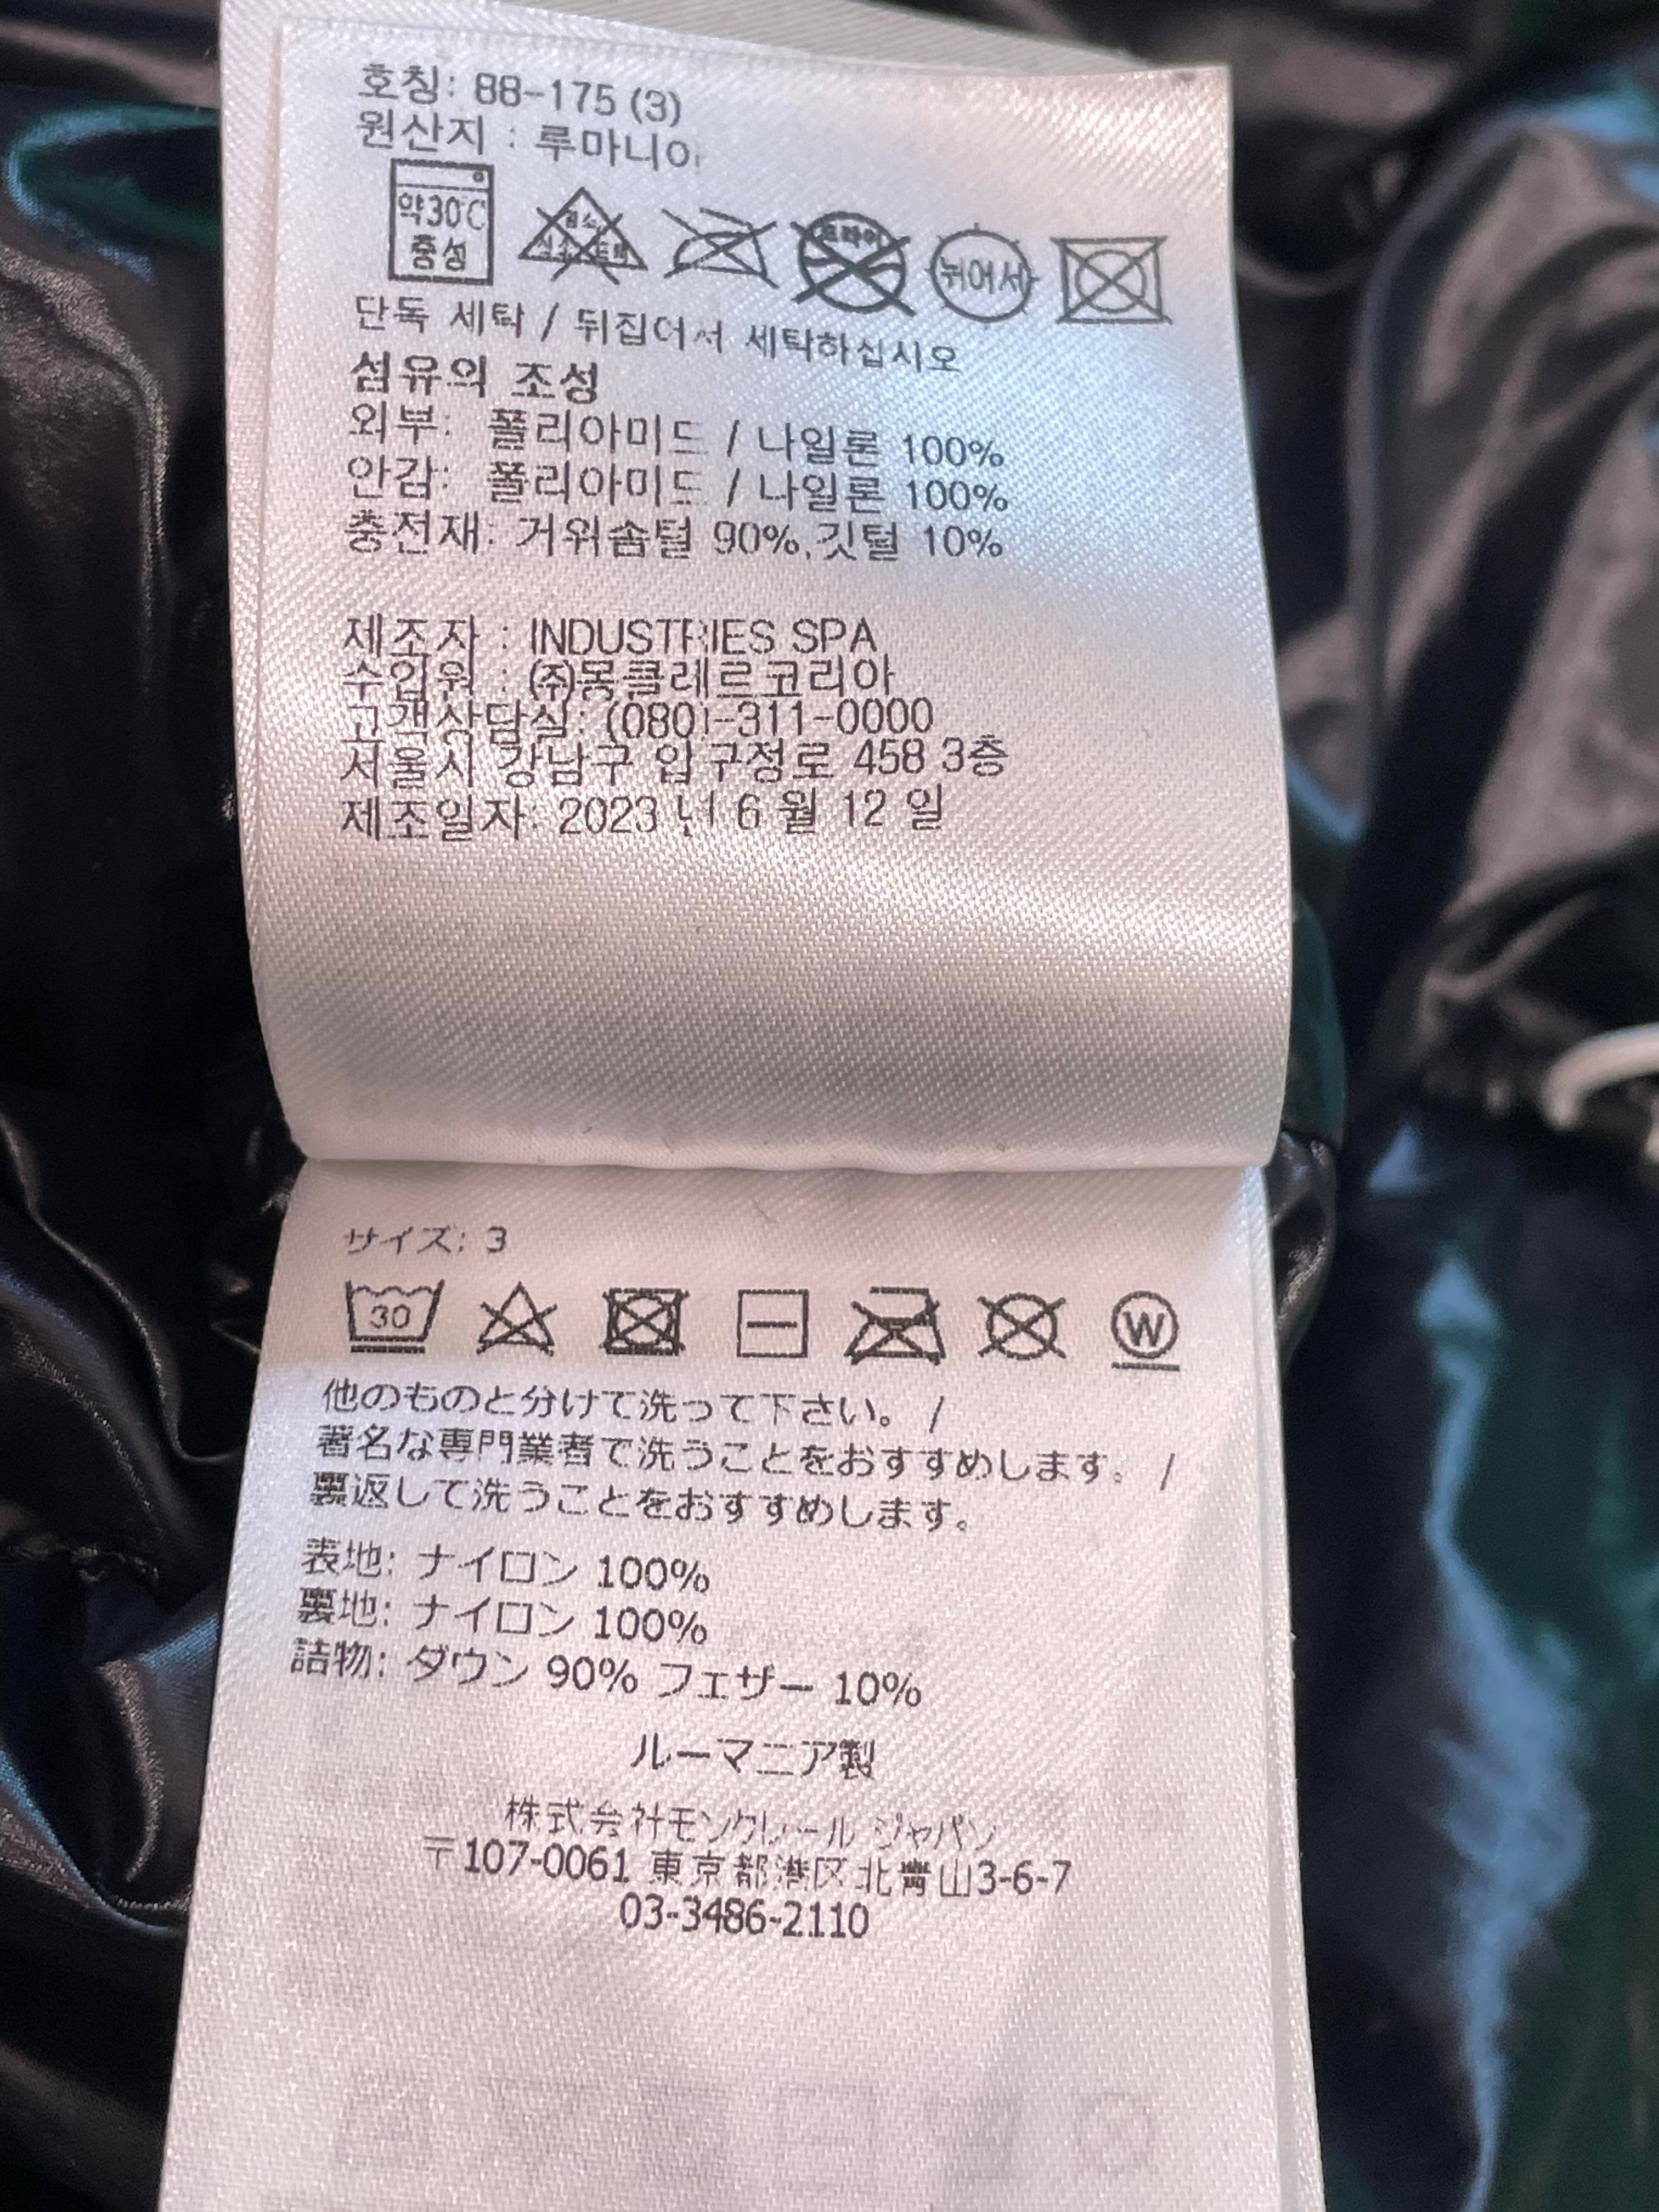 호칭: 88-175 (3)
원산지 : 루마니아
약30℃
중성
뉘어서
단독 세탁 / 뒤집어서 세탁하십시오
섬유의 조성
외부: 폴리아미드 / 나일론 100%
안감: 폴리아미드 / 나일론 100%
충전재: 거위솜털 90%,깃털 10%
제조자 : INDUSTRIES SPA
수입원 : ㈜몽클레르코리아
고객상담실: (080)-311-0000
서울시 강남구 압구정로 458 3층
제조일자: 2023 년 6 월 12 일
サイズ: 3
30
W
他のものと分けて洗って下さい。 /
著名な専門業者で洗うことをおすすめします。 /
裏返して洗うことをおすすめします。
表地: ナイロン 100%
裏地: ナイロン 100%
詰物: ダウン 90% フェザー 10%
ルーマニア製
株式会社モンクレール ジャパン
〒107-0061 東京都港区北青山3-6-7
03-3486-2110